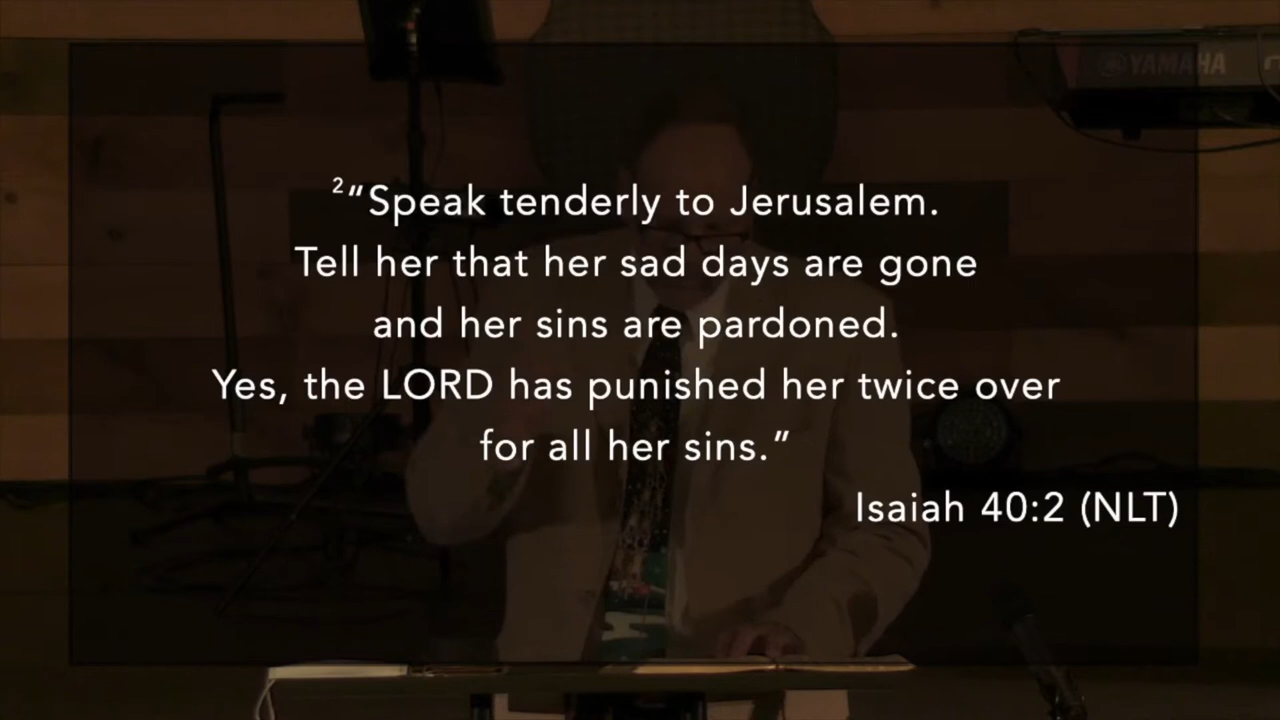 YAMAHA
²“Speak tenderly to Jerusalem.
Tell her that her sad days are gone
and her sins are pardoned.
Yes, the LORD has punished her twice over
for all her sins.”
Isaiah 40:2 (NLT)